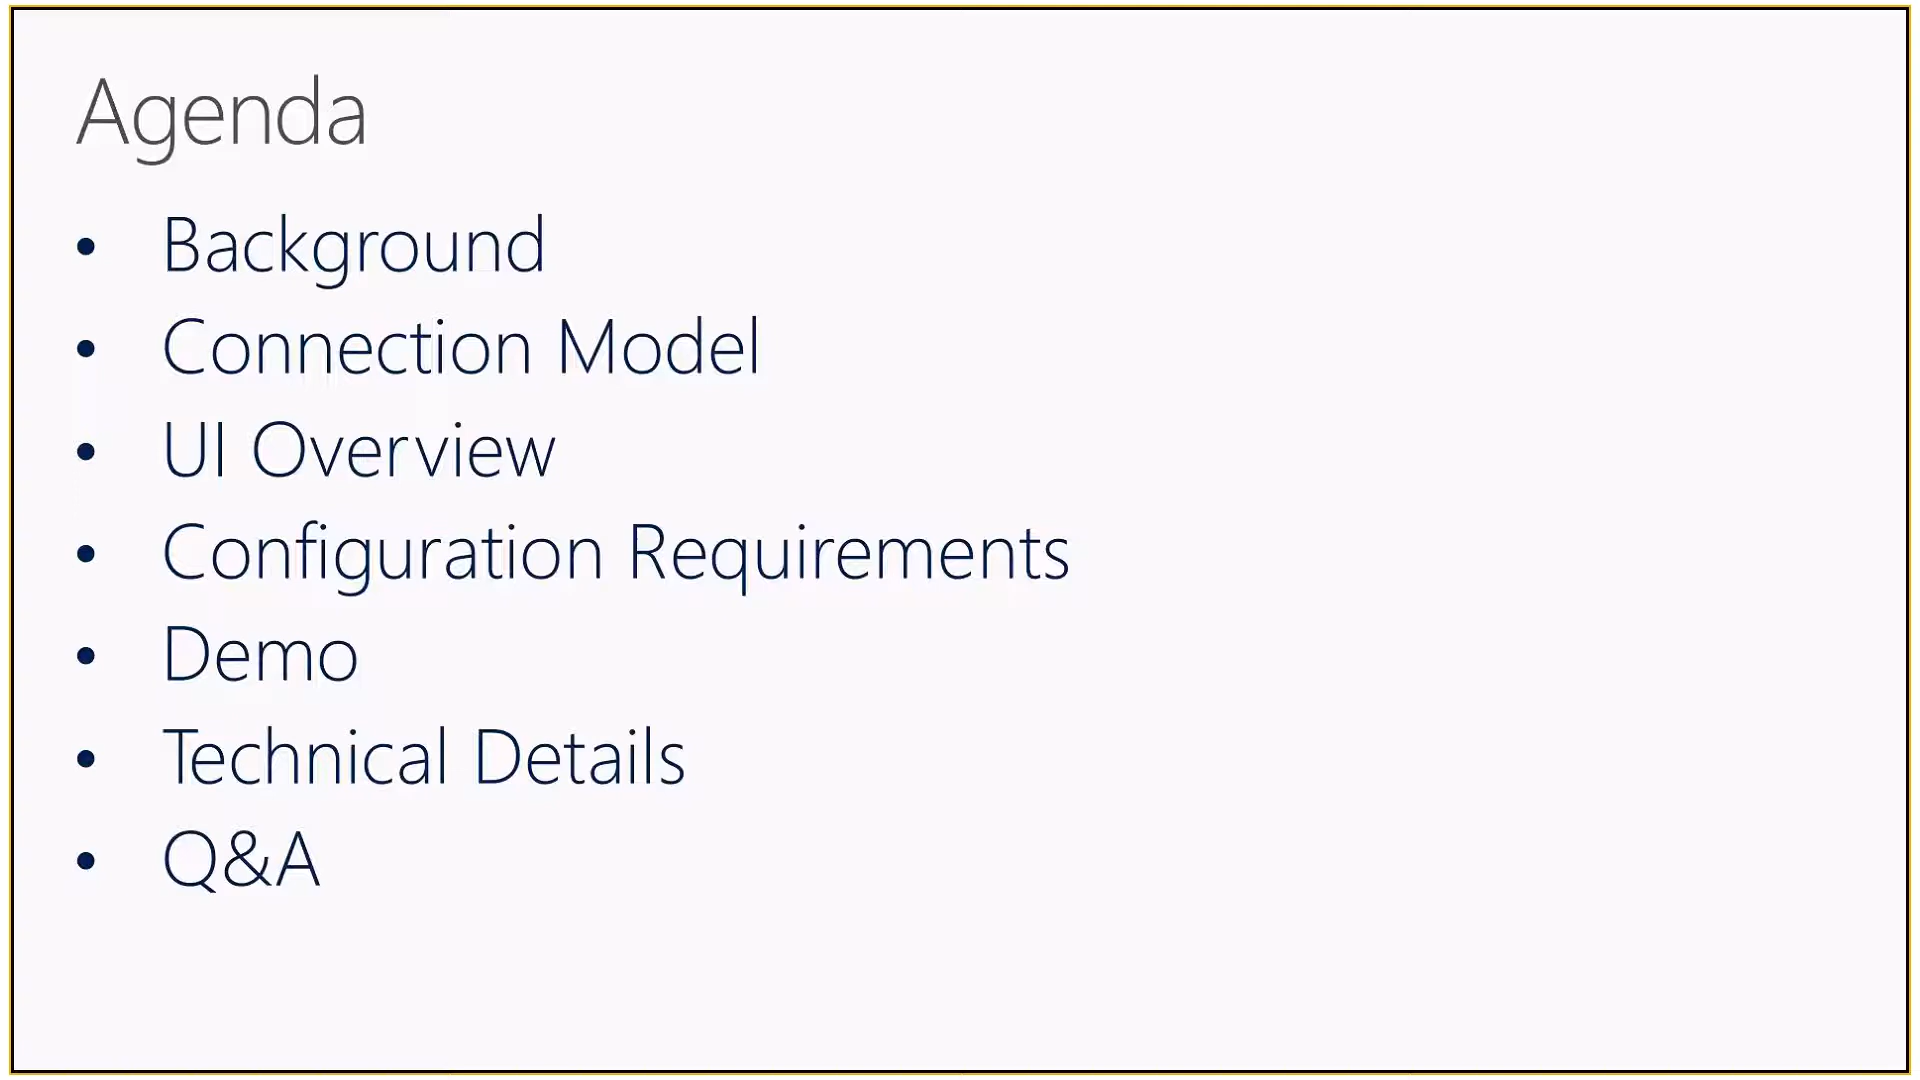 Agenda
• Background
• Connection Model
• UI Overview
• Configuration Requirements
• Demo
• Technical Details
• Q&A